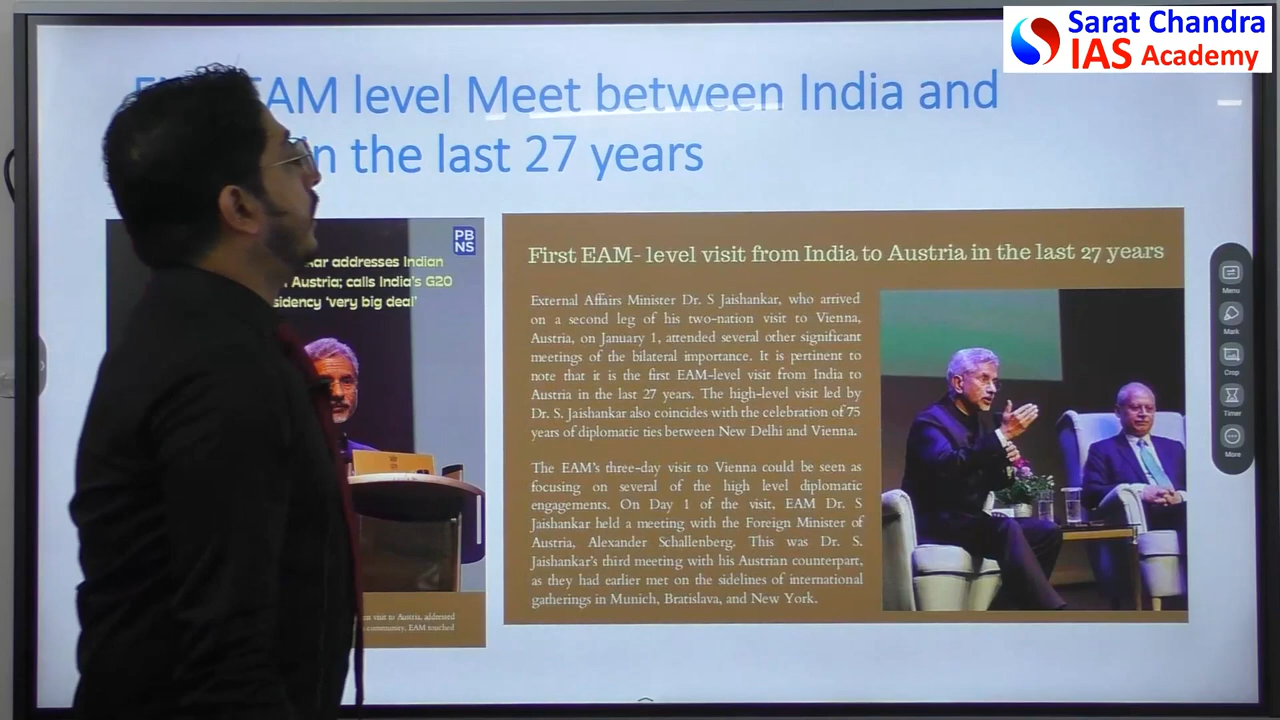 Sarat Chandra
IAS Academy
EAM level Meet between India and
in the last 27 years
PB
NS
addresses Indian
Austria; calls India's G20
'very big deal'
visit to Austria, addressed
community, EAM touched
First EAM- level visit from India to Austria in the last 27 years
External Affairs Minister Dr. S Jaishankar, who arrived
on a second leg of his two-nation visit to Vienna,
Austria, on January 1, attended several other significant
meetings of the bilateral importance. It is pertinent to
note that it is the first EAM-level visit from India to
Austria in the last 27 years. The high-level visit led by
Dr. S. Jaishankar also coincides with the celebration of 75
years of diplomatic ties between New Delhi and Vienna.
The EAM's three-day visit to Vienna could be seen as
focusing on several of the high level diplomatic
engagements. On Day 1 of the visit, EAM Dr. S
Jaishankar held a meeting with the Foreign Minister of
Austria, Alexander Schallenberg. This was Dr. S.
Jaishankar's third meeting with his Austrian counterpart,
as they had earlier met on the sidelines of international
gatherings in Munich, Bratislava, and New York.
Menu
Mark
Crop
Timer
More